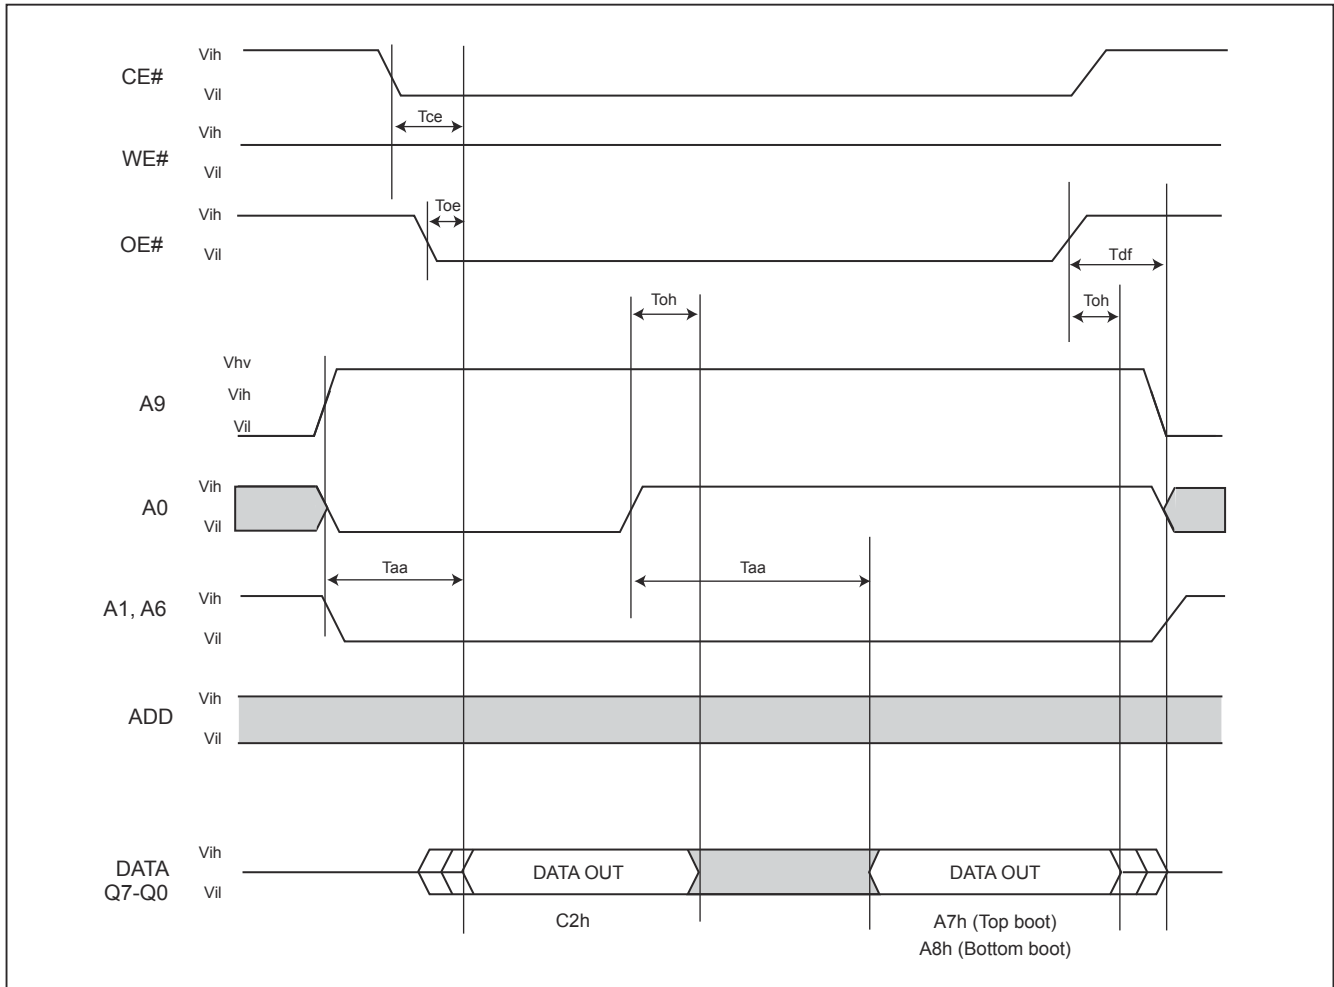 CE#
Vih
Vil
Tce
WE#
Vih
Vil
OE#
Vih
Vil
Toe
Tdf
Toh
Toh
A9
Vhv
Vih
Vil
A0
Vih
Vil
Taa
Taa
A1, A6
Vih
Vil
ADD
Vih
Vil
DATA
Q7-Q0
Vih
Vil
DATA OUT
DATA OUT
C2h
A7h (Top boot)
A8h (Bottom boot)